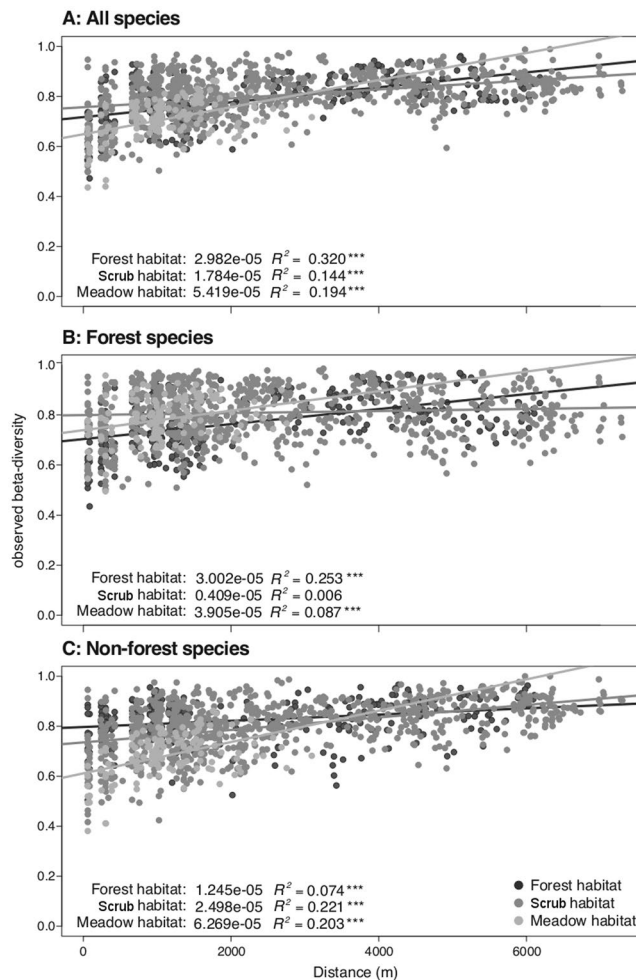 A: All species
1.0
0.8
0.6
0.4
0.2
0.0
Forest habitat: 2.982e-05 R² = 0.320 ***
Scrub habitat: 1.784e-05 R² = 0.144 ***
Meadow habitat: 5.419e-05 R² = 0.194 ***
B: Forest species
1.0
0.8
0.6
0.4
0.2
0.0
observed beta-diversity
Forest habitat: 3.002e-05 R² = 0.253 ***
Scrub habitat: 0.409e-05 R² = 0.006
Meadow habitat: 3.905e-05 R² = 0.087 ***
C: Non-forest species
1.0
0.8
0.6
0.4
0.2
0.0
Forest habitat: 1.245e-05 R² = 0.074 ***
Scrub habitat: 2.498e-05 R² = 0.221 ***
Meadow habitat: 6.269e-05 R² = 0.203 ***
Forest habitat
Scrub habitat
Meadow habitat
0 2000 4000 6000
Distance (m)